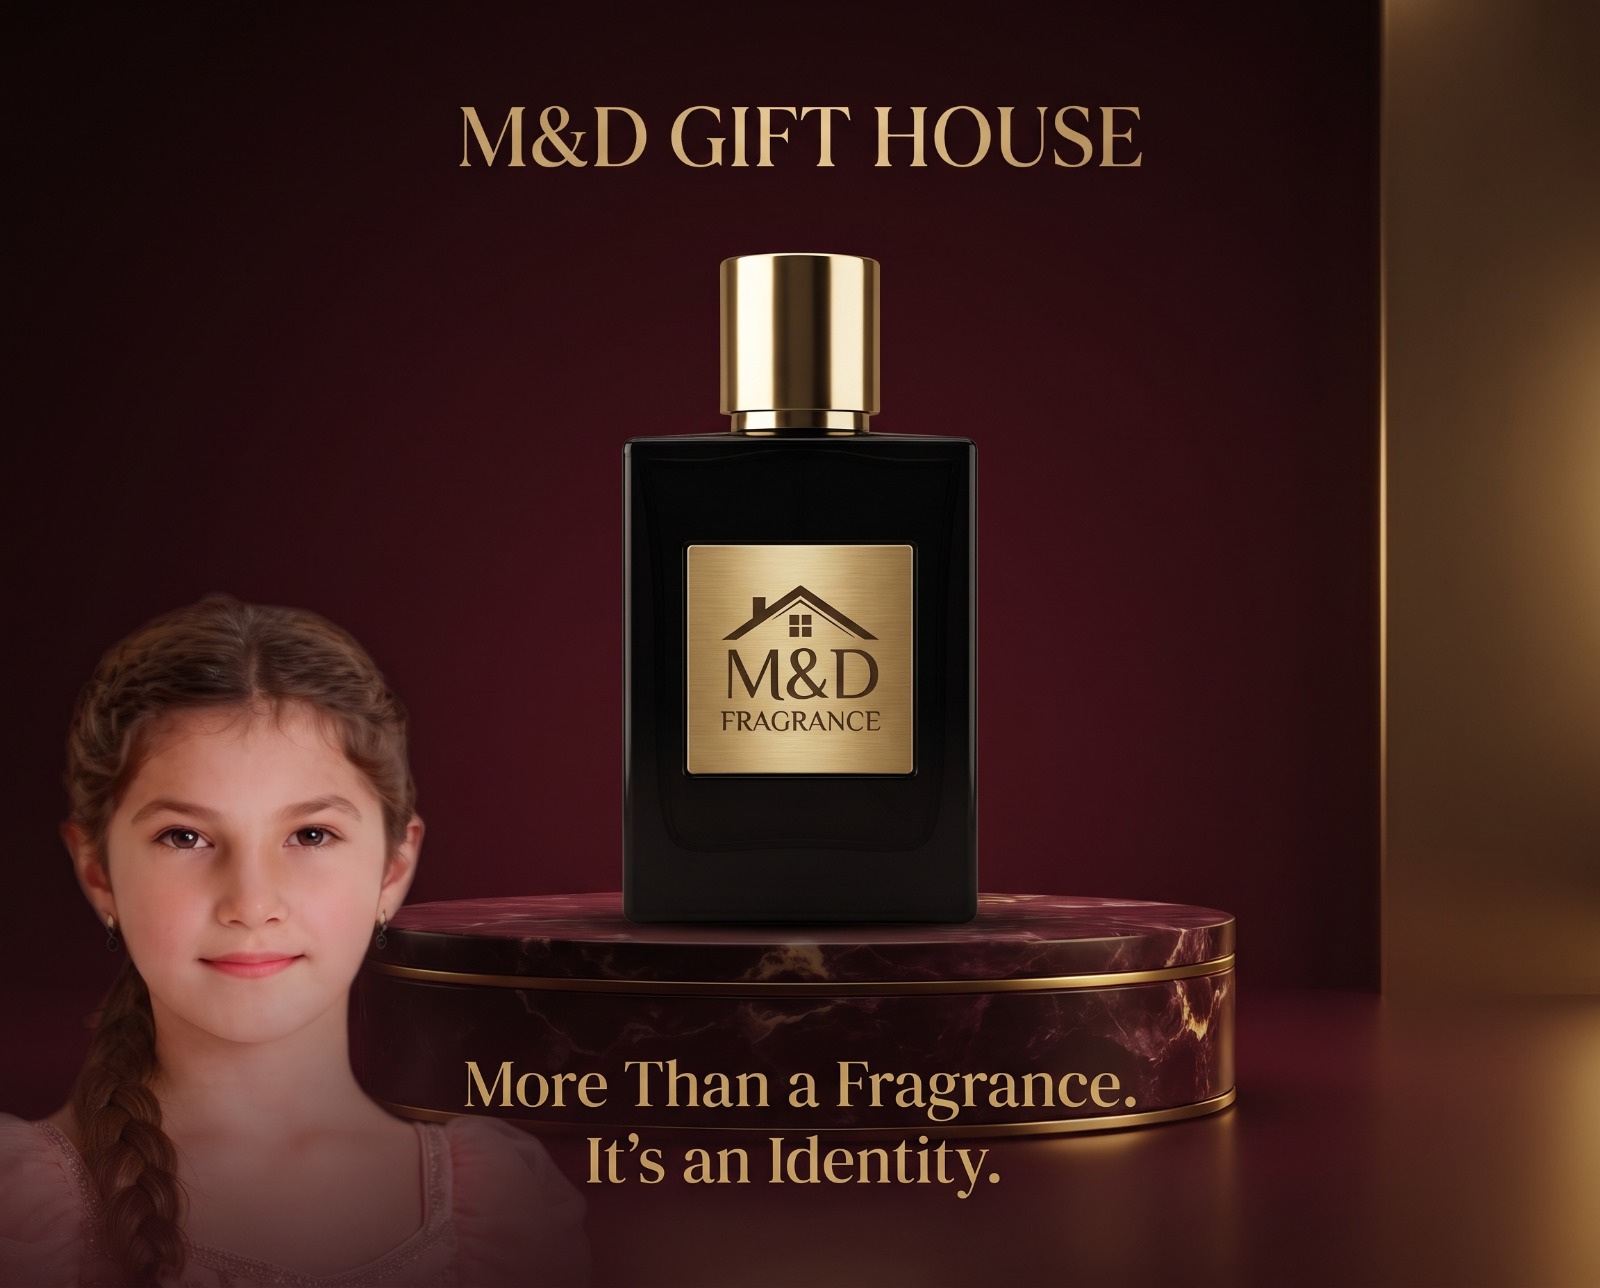 M&D GIFT HOUSE
M&D
FRAGRANCE
More Than a Fragrance.
It's an Identity.